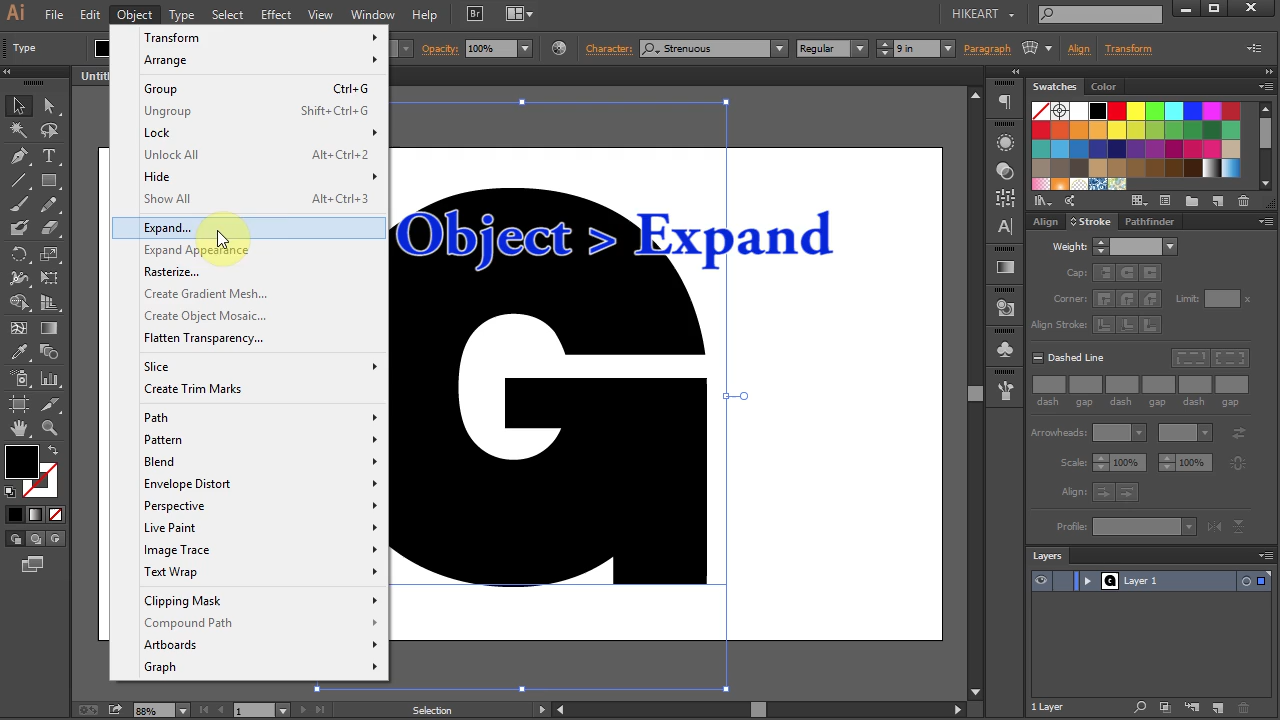 Ai File Edit Object Type Select Effect View Window Help Br HIKEART
Type Opacity: 100% Character: Strenuous Regular 9 in Paragraph Align Transform
Transform
Arrange
Group Ctrl+G
Ungroup Shift+Ctrl+G
Lock
Unlock All Alt+Ctrl+2
Hide
Show All Alt+Ctrl+3
Expand...
Expand Appearance
Rasterize...
Create Gradient Mesh...
Create Object Mosaic...
Flatten Transparency...
Slice
Create Trim Marks
Path
Pattern
Blend
Envelope Distort
Perspective
Live Paint
Image Trace
Text Wrap
Clipping Mask
Compound Path
Artboards
Graph
Object > Expand
G
Swatches Color
Align Stroke Pathfinder
Weight:
Cap:
Corner: Limit: x
Align Stroke:
Dashed Line
dash gap dash gap dash gap
Arrowheads:
Scale: 100% 100%
Align:
Profile:
Layers
Layer 1
1 Layer
88% 1 Selection